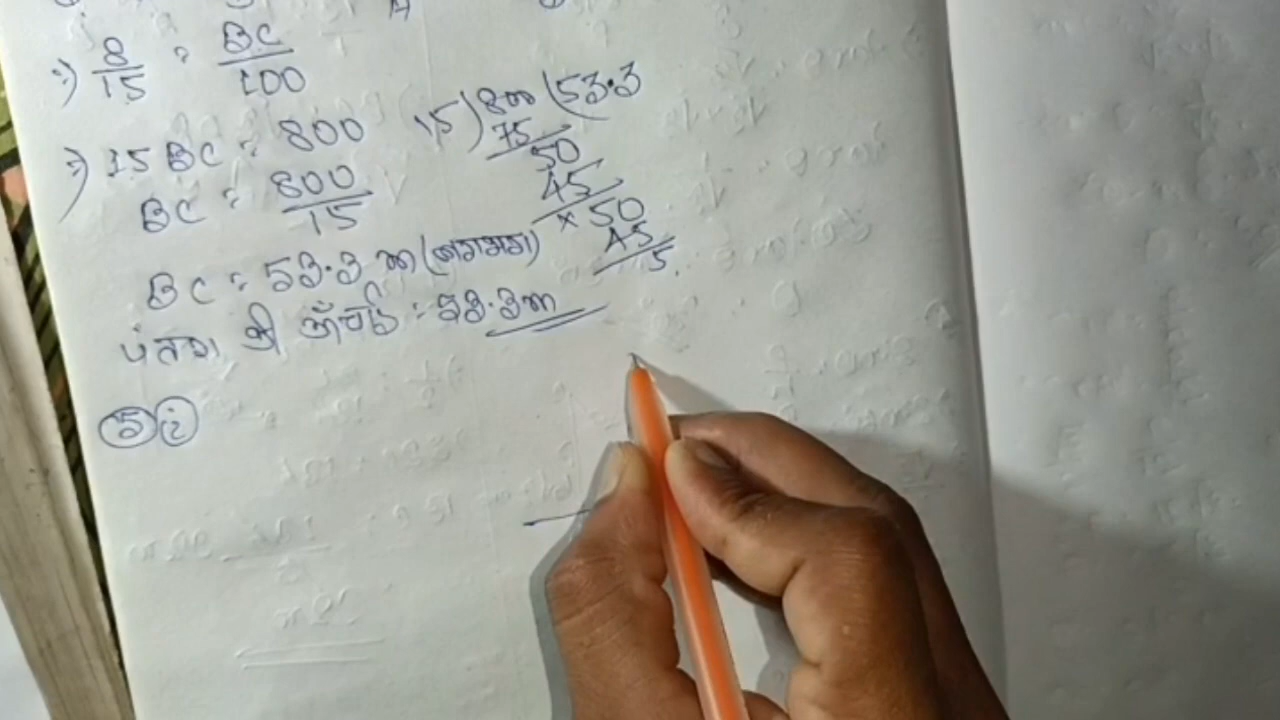 ∴) 8/15 = BC/100
∴) 15 BC = 800
BC = 800/15
BC = 53.3 m (लगभग)
पतंग की ऊँचाई = 53.3m
15) 800 (53.3
75
50
45
× 50
45
5
⑤ ⓘ